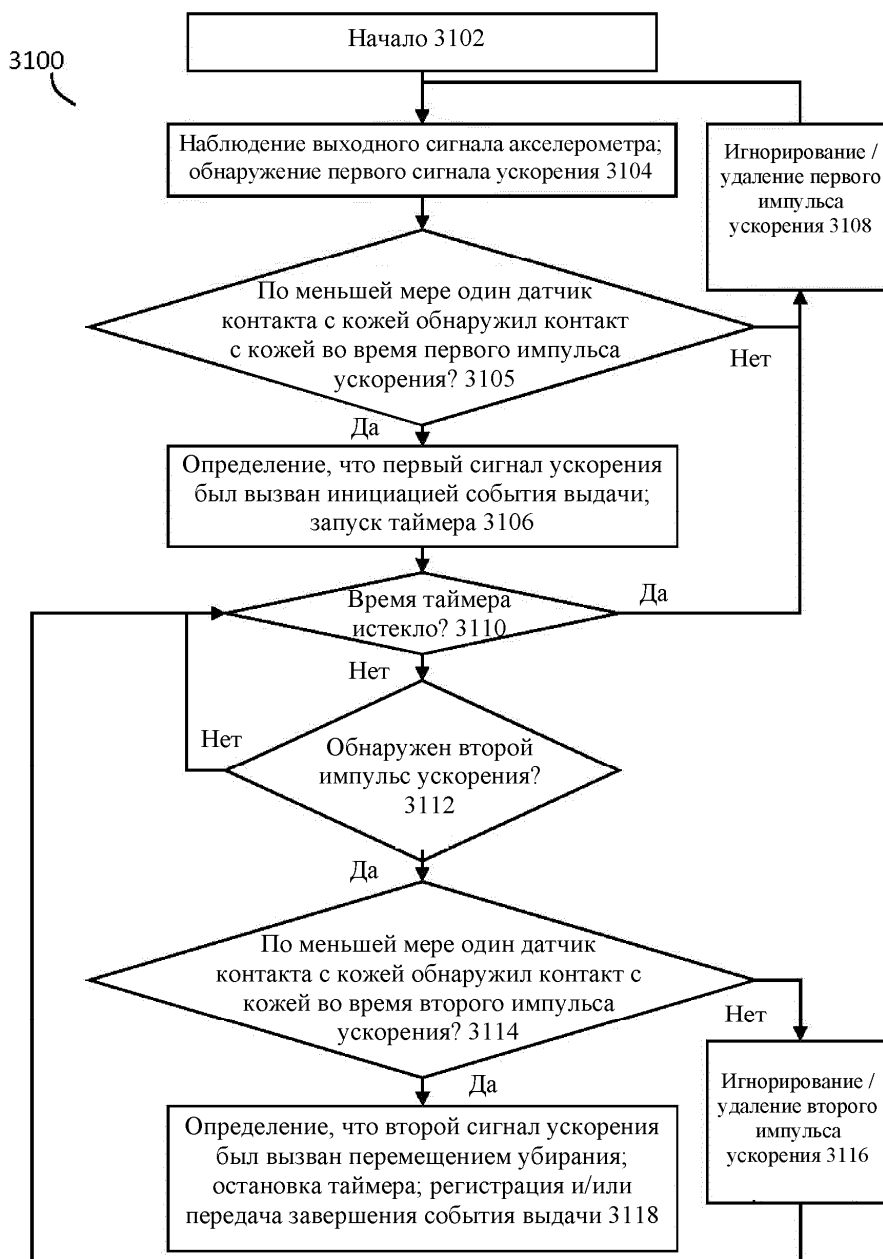 Начало 3102
3100
Наблюдение выходного сигнала акселерометра;
обнаружение первого сигнала ускорения 3104
Игнорирование /
удаление первого
импульса
ускорения 3108
По меньшей мере один датчик
контакта с кожей обнаружил контакт
с кожей во время первого импульса
ускорения? 3105
Нет
Да
Определение, что первый сигнал ускорения
был вызван инициацией события выдачи;
запуск таймера 3106
Время таймера
истекло? 3110
Да
Нет
Нет
Обнаружен второй
импульс ускорения?
3112
Да
По меньшей мере один датчик
контакта с кожей обнаружил контакт с
кожей во время второго импульса
ускорения? 3114
Нет
Да
Игнорирование /
удаление второго
импульса
ускорения 3116
Определение, что второй сигнал ускорения
был вызван перемещением убирания;
остановка таймера; регистрация и/или
передача завершения события выдачи 3118